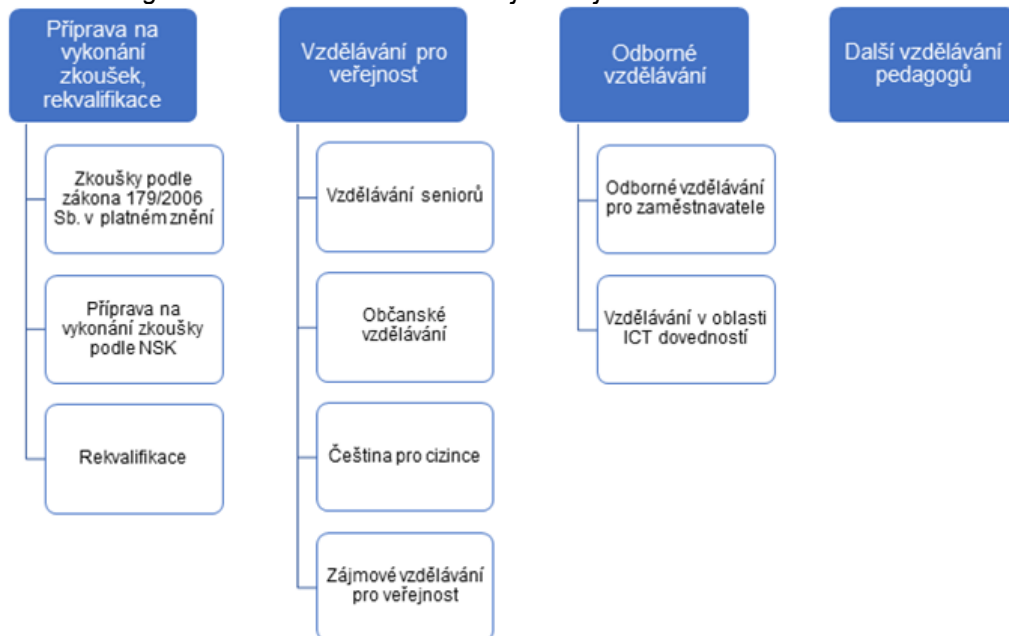 Příprava na
vykonání
zkoušek,
rekvalifikace
Zkoušky podle
zákona 179/2006
Sb. v platném znění
Příprava na
vykonání zkoušky
podle NSK
Rekvalifikace
Vzdělávání pro
veřejnost
Vzdělávání seniorů
Občanské
vzdělávání
Čeština pro cizince
Zájmové vzdělávání
pro veřejnost
Odborné
vzdělávání
Odborné vzdělávání
pro zaměstnavatele
Vzdělávání v oblasti
ICT dovedností
Další vzdělávání
pedagogů